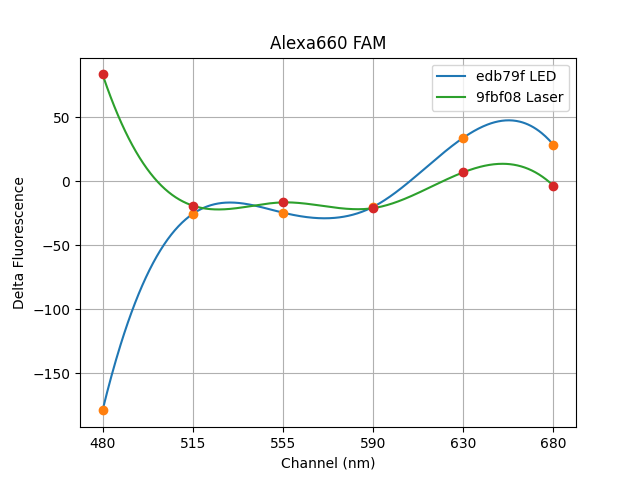 Alexa660 FAM
edb79f LED
9fbf08 Laser
50
0
−50
−100
−150
Delta Fluorescence
480 515 555 590 630 680
Channel (nm)